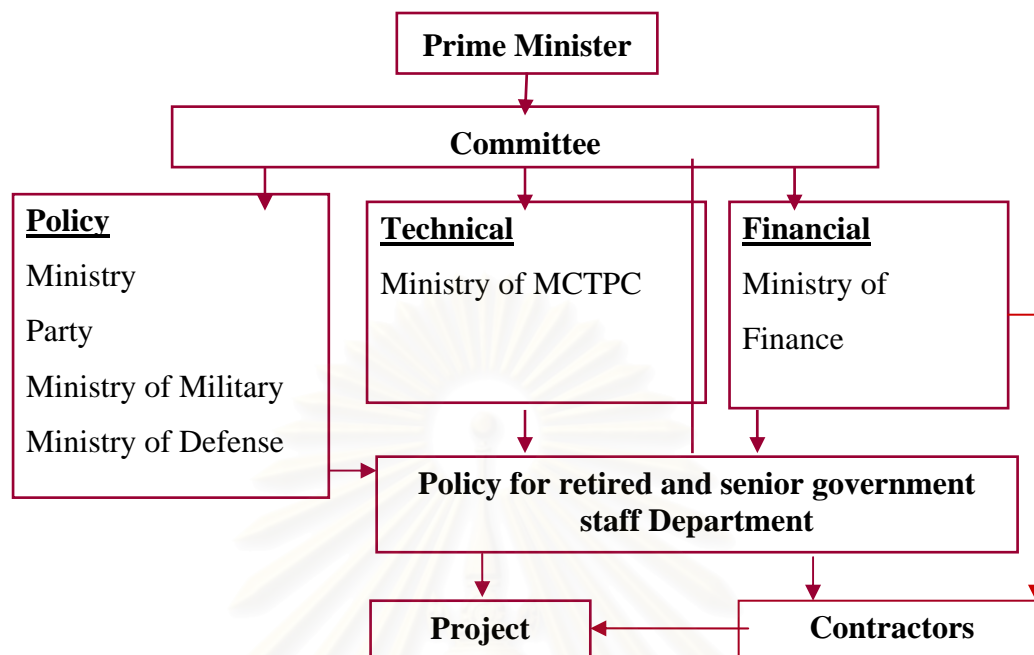 Prime Minister
Committee
Policy
Ministry
Party
Ministry of Military
Ministry of Defense
Technical
Ministry of MCTPC
Financial
Ministry of
Finance
Policy for retired and senior government
staff Department
Project
Contractors